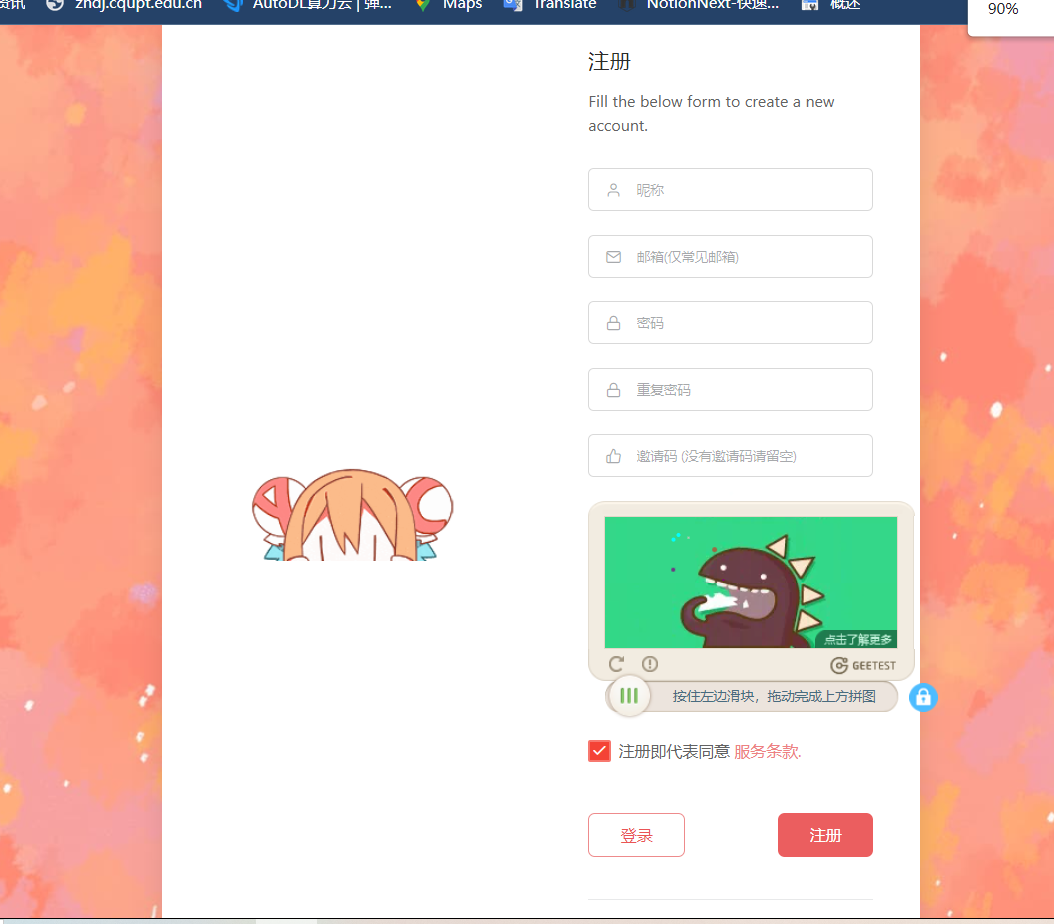 资讯 zhdj.cqupt.edu.cn AutoDL算力云 | 弹... Maps Translate NotionNext-快速... 概述
90%
注册
Fill the below form to create a new
account.
昵称
邮箱(仅常见邮箱)
密码
重复密码
邀请码 (没有邀请码请留空)
点击了解更多
GEETEST
按住左边滑块，拖动完成上方拼图
注册即代表同意 服务条款.
登录 注册